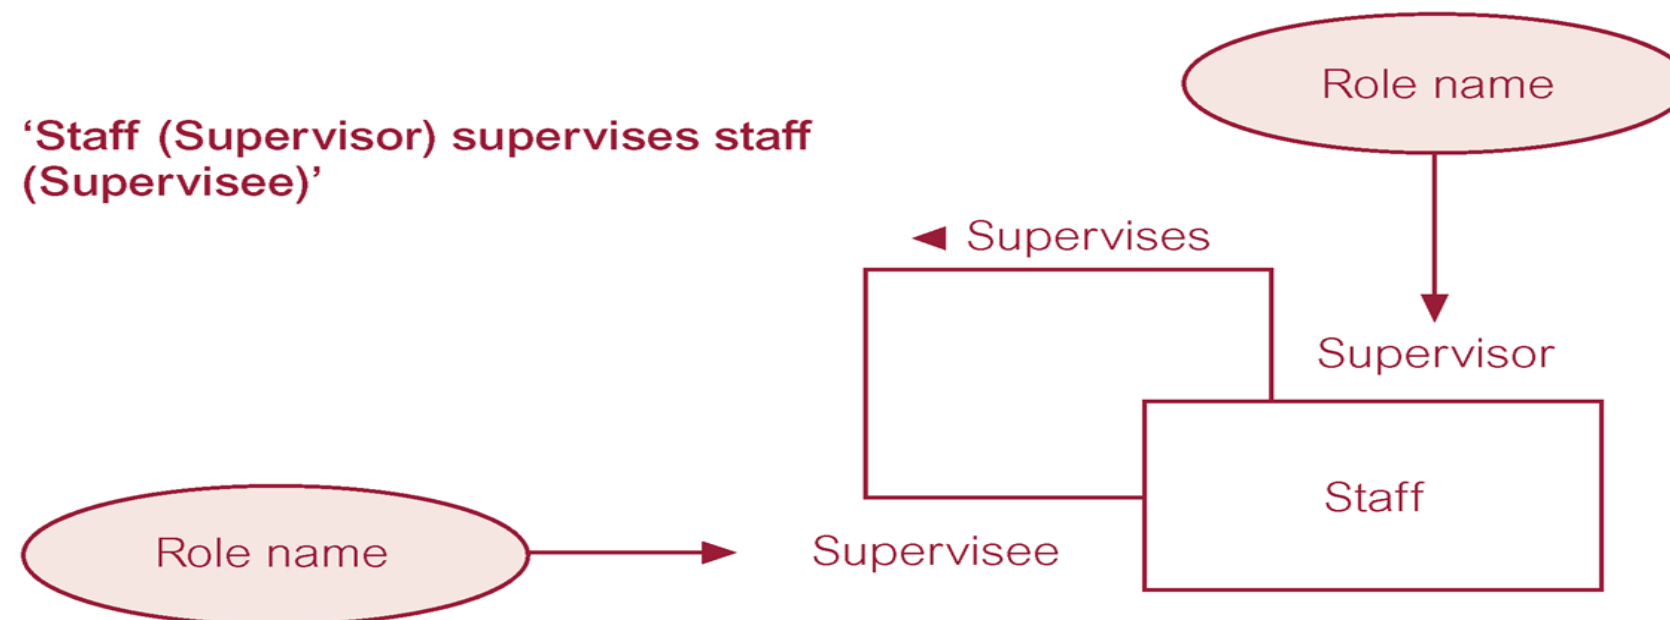 Role name
‘Staff (Supervisor) supervises staff
(Supervisee)’
◄ Supervises
Supervisor
Staff
Role name
Supervisee